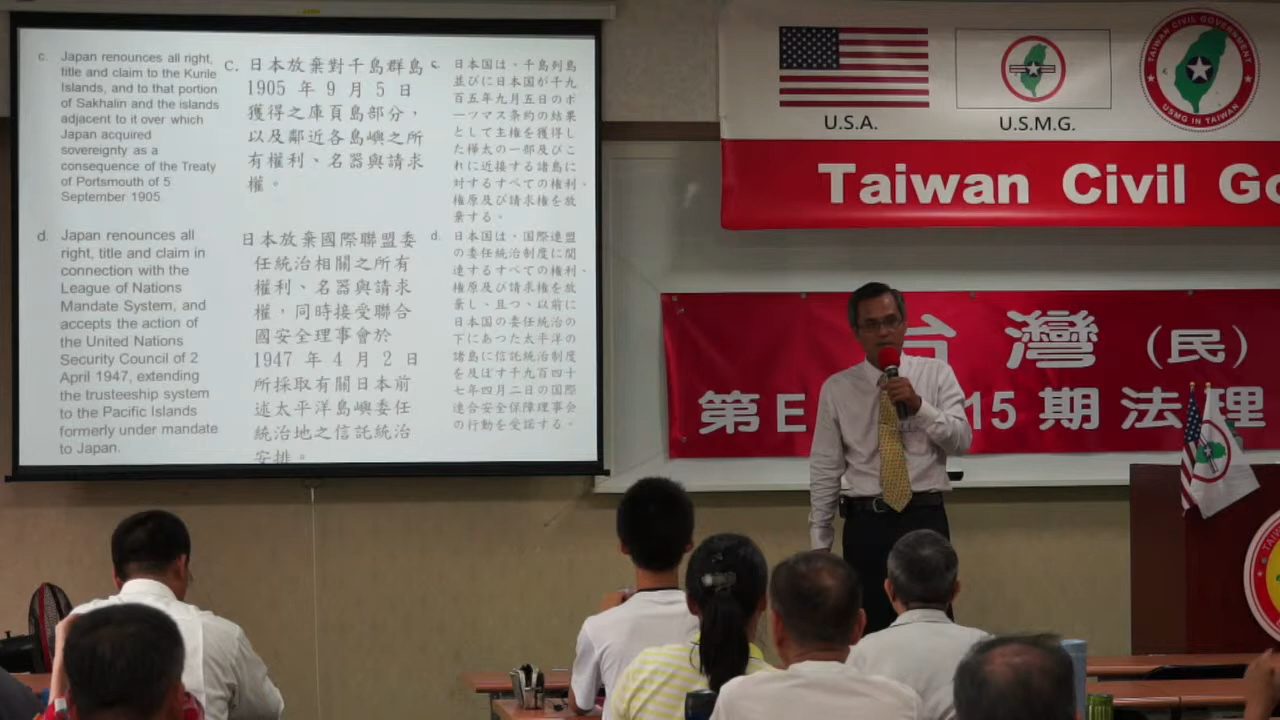 c. Japan renounces all right,
title and claim to the Kurile
Islands, and to that portion
of Sakhalin and the islands
adjacent to it over which
Japan acquired
sovereignty as a
consequence of the Treaty
of Portsmouth of 5
September 1905.
d. Japan renounces all
right, title and claim in
connection with the
League of Nations
Mandate System, and
accepts the action of
the United Nations
Security Council of 2
April 1947, extending
the trusteeship system
to the Pacific Islands
formerly under mandate
to Japan.
c. 日本放棄對千島群島
1905 年 9 月 5 日
獲得之庫頁島部分，
以及鄰近各島嶼之所
有權利、名器與請求
權。
日本放棄國際聯盟委
任統治相關之所有
權利、名器與請求
權，同時接受聯合
國安全理事會於
1947 年 4 月 2 日
所採取有關日本前
述太平洋島嶼委任
統治地之信託統治
安排。
c. 日本国は、千島列島
並びに日本国が千九
百五年九月五日のポ
ーツマス条約の結果
として主権を獲得し
た樺太の一部及びこ
れに近接する諸島に
対するすべての権利、
権原及び請求権を放
棄する。
d. 日本国は、国際連盟
の委任統治制度に関
連するすべての権利、
権原及び請求権を放
棄し、且つ、以前に
日本国の委任統治の
下にあつた太平洋の
諸島に信託統治制度
を及ぼす千九百四十
七年四月二日の国際
連合安全保障理事会
の行動を受諾する。
U.S.A.
U.S.M.G.
TAIWAN CIVIL GOVERNMENT
USMG IN TAIWAN
Taiwan Civil Go
台 灣 (民)
第E 15 期 法 理